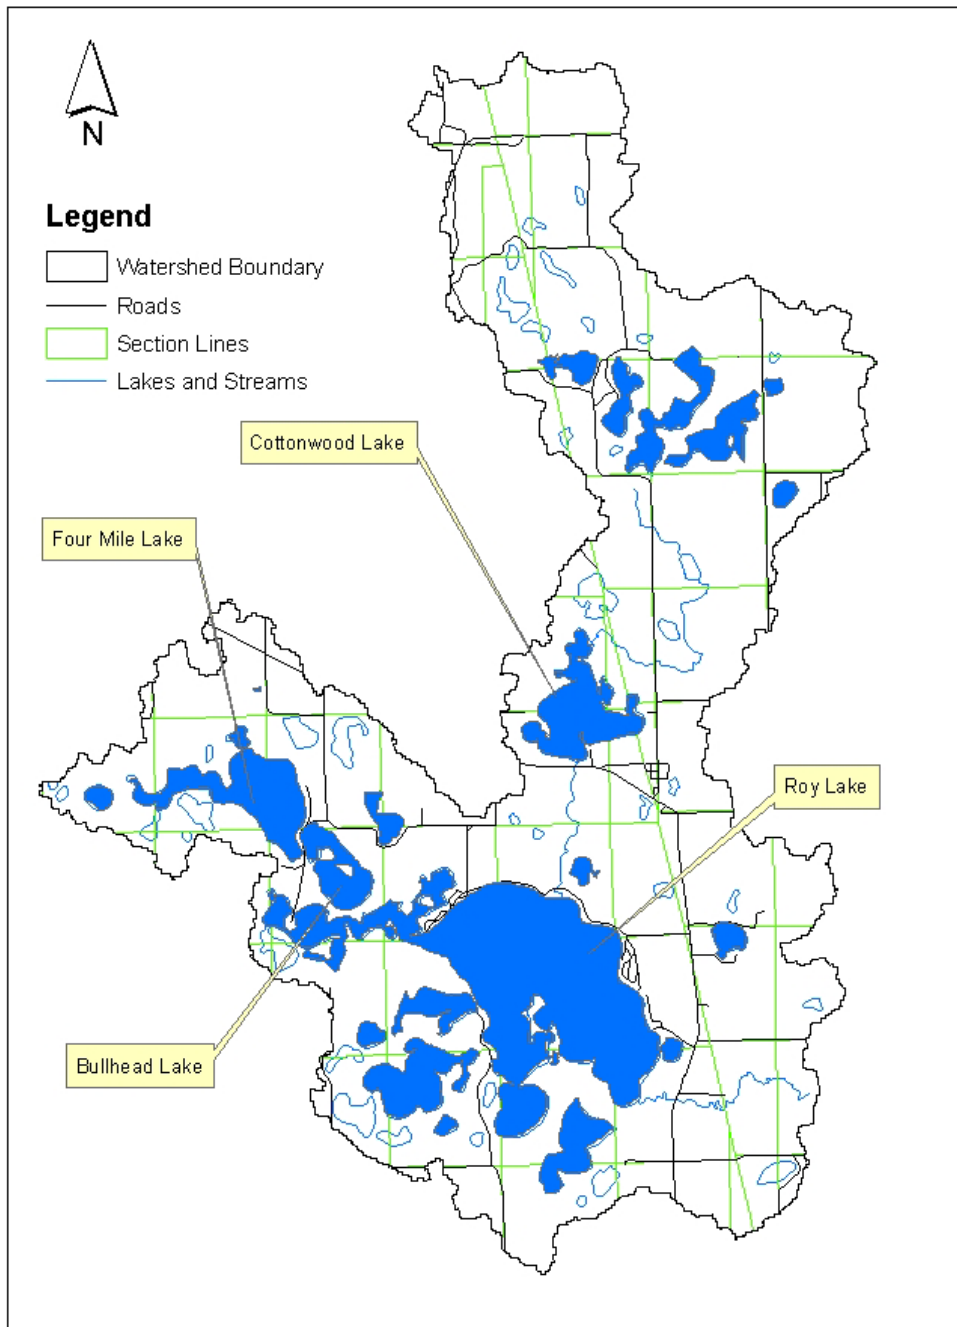 N
Legend
Watershed Boundary
Roads
Section Lines
Lakes and Streams
Cottonwood Lake
Four Mile Lake
Roy Lake
Bullhead Lake